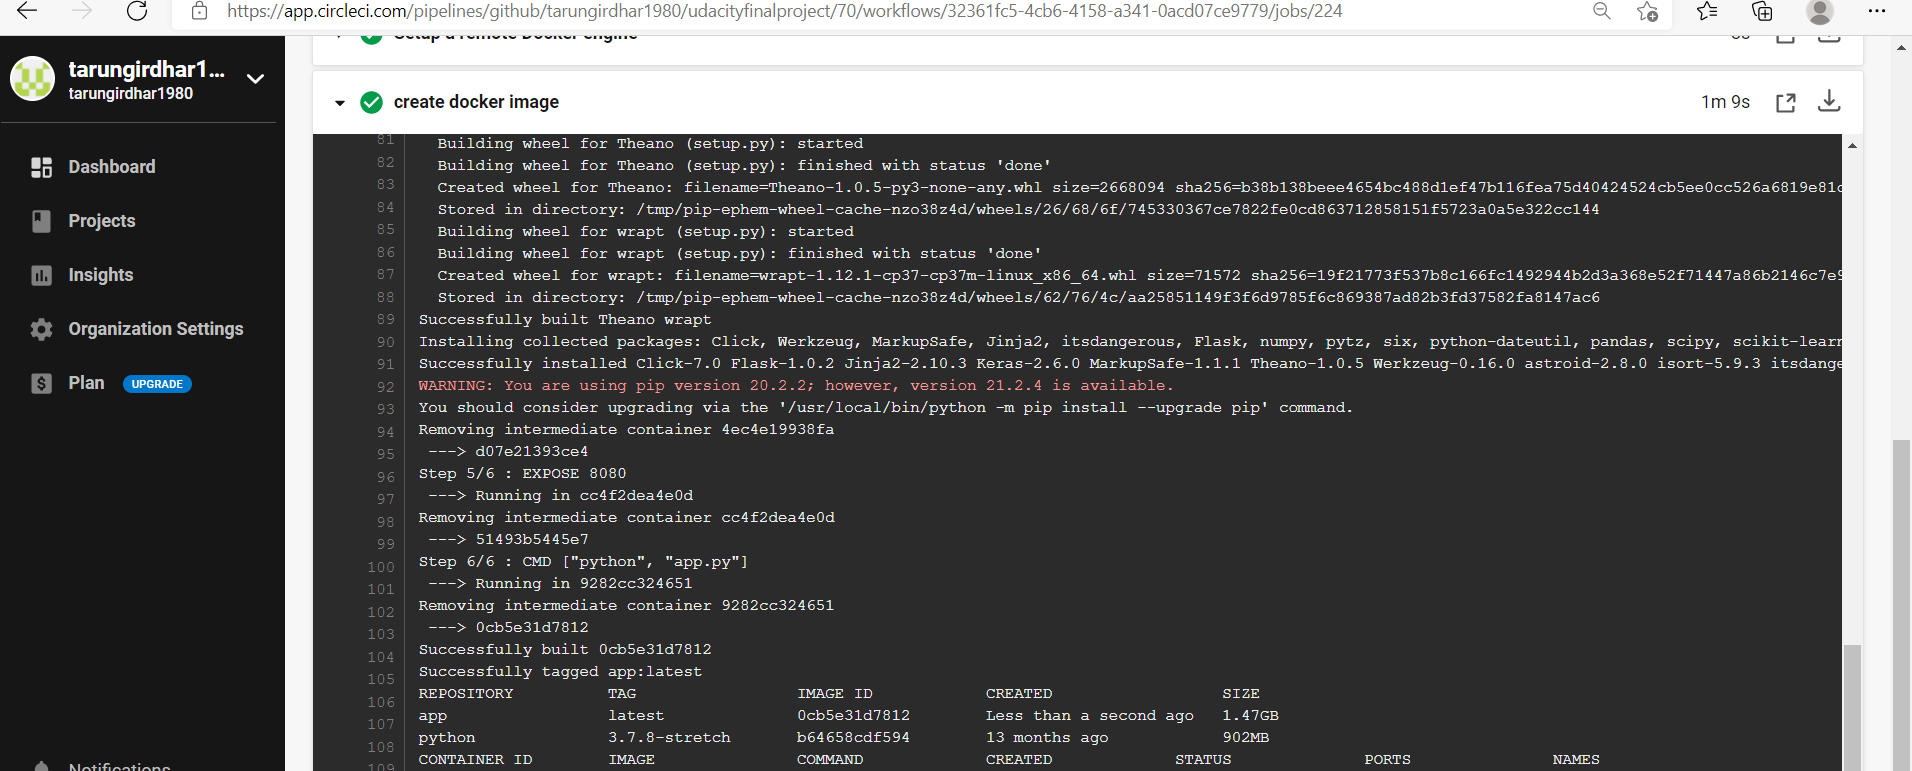 https://app.circleci.com/pipelines/github/tarungirdhar1980/udacityfinalproject/70/workflows/32361fc5-4cb6-4158-a341-0acd07ce9779/jobs/224
tarungirdhar1...
tarungirdhar1980
Dashboard
Projects
Insights
Organization Settings
Plan UPGRADE
Notifications
Setup a remote Docker engine
create docker image 1m 9s
81 Building wheel for Theano (setup.py): started
82 Building wheel for Theano (setup.py): finished with status 'done'
83 Created wheel for Theano: filename=Theano-1.0.5-py3-none-any.whl size=2668094 sha256=b38b138beee4654bc488d1ef47b116fea75d40424524cb5ee0cc526a6819e81c
84 Stored in directory: /tmp/pip-ephem-wheel-cache-nzo38z4d/wheels/26/68/6f/745330367ce7822fe0cd863712858151f5723a0a5e322cc144
85 Building wheel for wrapt (setup.py): started
86 Building wheel for wrapt (setup.py): finished with status 'done'
87 Created wheel for wrapt: filename=wrapt-1.12.1-cp37-cp37m-linux_x86_64.whl size=71572 sha256=19f21773f537b8c166fc1492944b2d3a368e52f71447a86b2146c7e9
88 Stored in directory: /tmp/pip-ephem-wheel-cache-nzo38z4d/wheels/62/76/4c/aa25851149f3f6d9785f6c869387ad82b3fd37582fa8147ac6
89 Successfully built Theano wrapt
90 Installing collected packages: Click, Werkzeug, MarkupSafe, Jinja2, itsdangerous, Flask, numpy, pytz, six, python-dateutil, pandas, scipy, scikit-learn
91 Successfully installed Click-7.0 Flask-1.0.2 Jinja2-2.10.3 Keras-2.6.0 MarkupSafe-1.1.1 Theano-1.0.5 Werkzeug-0.16.0 astroid-2.8.0 isort-5.9.3 itsdange
92 WARNING: You are using pip version 20.2.2; however, version 21.2.4 is available.
93 You should consider upgrading via the '/usr/local/bin/python -m pip install --upgrade pip' command.
94 Removing intermediate container 4ec4e19938fa
95 ---> d07e21393ce4
96 Step 5/6 : EXPOSE 8080
97 ---> Running in cc4f2dea4e0d
98 Removing intermediate container cc4f2dea4e0d
99 ---> 51493b5445e7
100 Step 6/6 : CMD ["python", "app.py"]
101 ---> Running in 9282cc324651
102 Removing intermediate container 9282cc324651
103 ---> 0cb5e31d7812
104 Successfully built 0cb5e31d7812
105 Successfully tagged app:latest
106 REPOSITORY TAG IMAGE ID CREATED SIZE
107 app latest 0cb5e31d7812 Less than a second ago 1.47GB
108 python 3.7.8-stretch b64658cdf594 13 months ago 902MB
109 CONTAINER ID IMAGE COMMAND CREATED STATUS PORTS NAMES